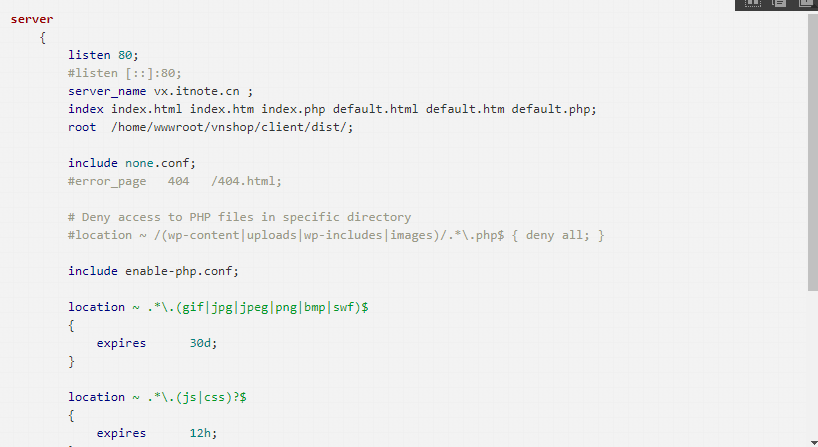 server
{
listen 80;
#listen [::]:80;
server_name vx.itnote.cn ;
index index.html index.htm index.php default.html default.htm default.php;
root  /home/wwwroot/vnshop/client/dist/;
include none.conf;
#error_page   404   /404.html;
# Deny access to PHP files in specific directory
#location ~ /(wp-content|uploads|wp-includes|images)/.*\.php$ { deny all; }
include enable-php.conf;
location ~ .*\.(gif|jpg|jpeg|png|bmp|swf)$
{
expires      30d;
}
location ~ .*\.(js|css)?$
{
expires      12h;